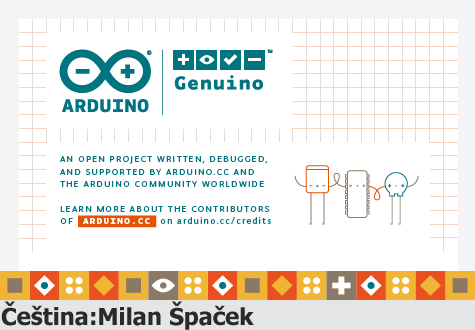 ARDUINO
Genuino
AN OPEN PROJECT WRITTEN, DEBUGGED,
AND SUPPORTED BY ARDUINO.CC AND
THE ARDUINO COMMUNITY WORLDWIDE
LEARN MORE ABOUT THE CONTRIBUTORS
OF ARDUINO.CC on arduino.cc/credits
Čeština:Milan Špaček